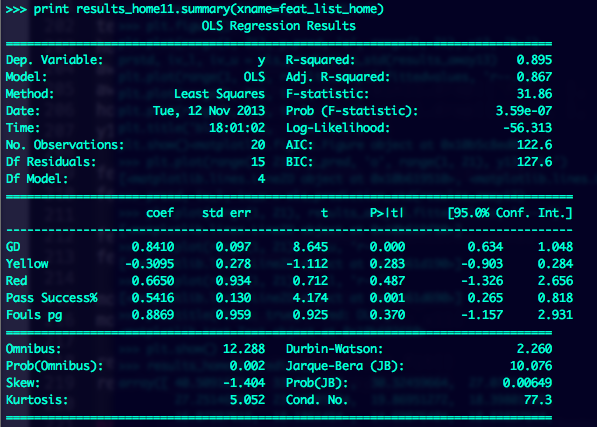 >>> print results_home11.summary(xname=feat_list_home)
OLS Regression Results
Dep. Variable: y R-squared: 0.895
Model: OLS Adj. R-squared: 0.867
Method: Least Squares F-statistic: 31.86
Date: Tue, 12 Nov 2013 Prob (F-statistic): 3.59e-07
Time: 18:01:02 Log-Likelihood: -56.313
No. Observations: 20 AIC: 122.6
Df Residuals: 15 BIC: 127.6
Df Model: 4
coef std err t P>|t| [95.0% Conf. Int.]
GD 0.8410 0.097 8.645 0.000 0.634 1.048
Yellow -0.3095 0.278 -1.112 0.283 -0.903 0.284
Red 0.6650 0.934 0.712 0.487 -1.326 2.656
Pass Success% 0.5416 0.130 4.174 0.001 0.265 0.818
Fouls pg 0.8869 0.959 0.925 0.370 -1.157 2.931
Omnibus: 12.288 Durbin-Watson: 2.260
Prob(Omnibus): 0.002 Jarque-Bera (JB): 10.076
Skew: -1.404 Prob(JB): 0.00649
Kurtosis: 5.052 Cond. No. 77.3